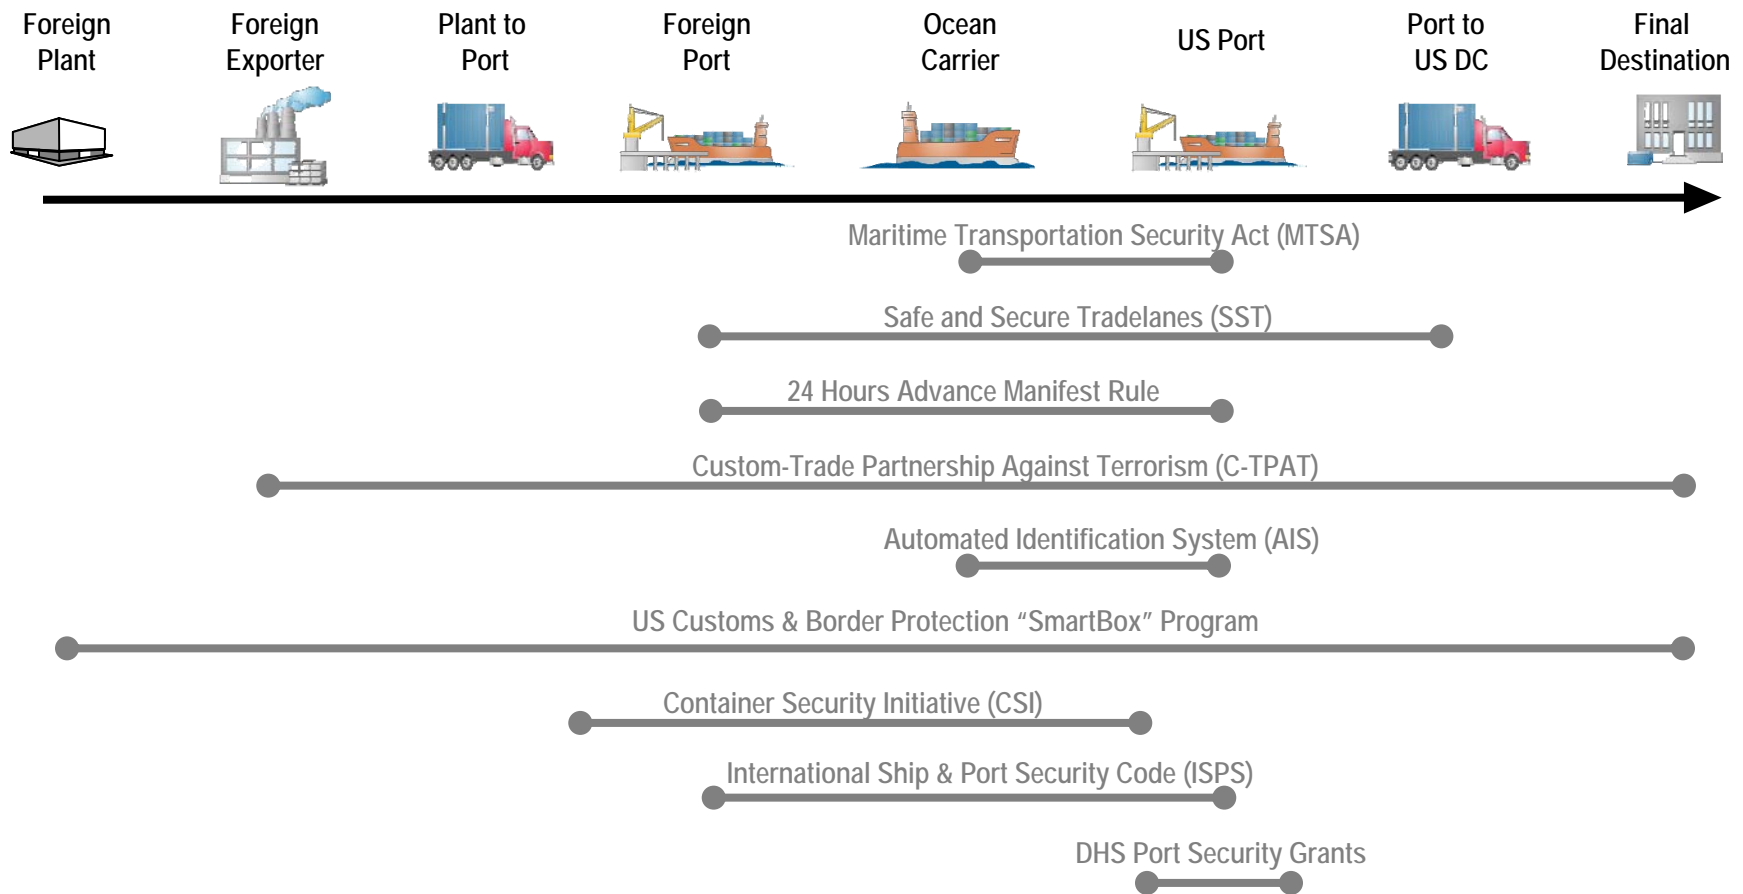 Foreign
Plant
Foreign
Exporter
Plant to
Port
Foreign
Port
Ocean
Carrier
US Port
Port to
US DC
Final
Destination
Maritime Transportation Security Act (MTSA)
Safe and Secure Tradelanes (SST)
24 Hours Advance Manifest Rule
Custom-Trade Partnership Against Terrorism (C-TPAT)
Automated Identification System (AIS)
US Customs & Border Protection “SmartBox” Program
Container Security Initiative (CSI)
International Ship & Port Security Code (ISPS)
DHS Port Security Grants